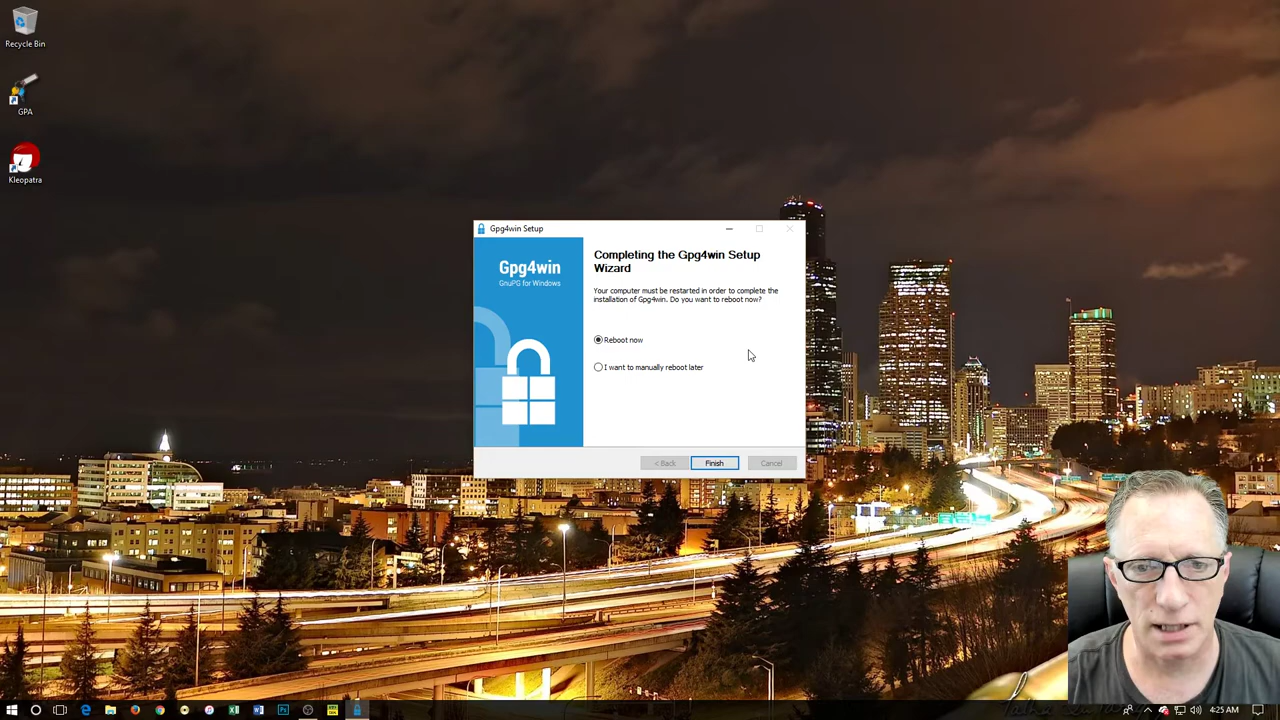 Recycle Bin
GPA
Kleopatra
Gpg4win Setup
Gpg4win
GnuPG for Windows
Completing the Gpg4win Setup
Wizard
Your computer must be restarted in order to complete the
installation of Gpg4win. Do you want to reboot now?
Reboot now
I want to manually reboot later
< Back
Finish
Cancel
4:25 AM